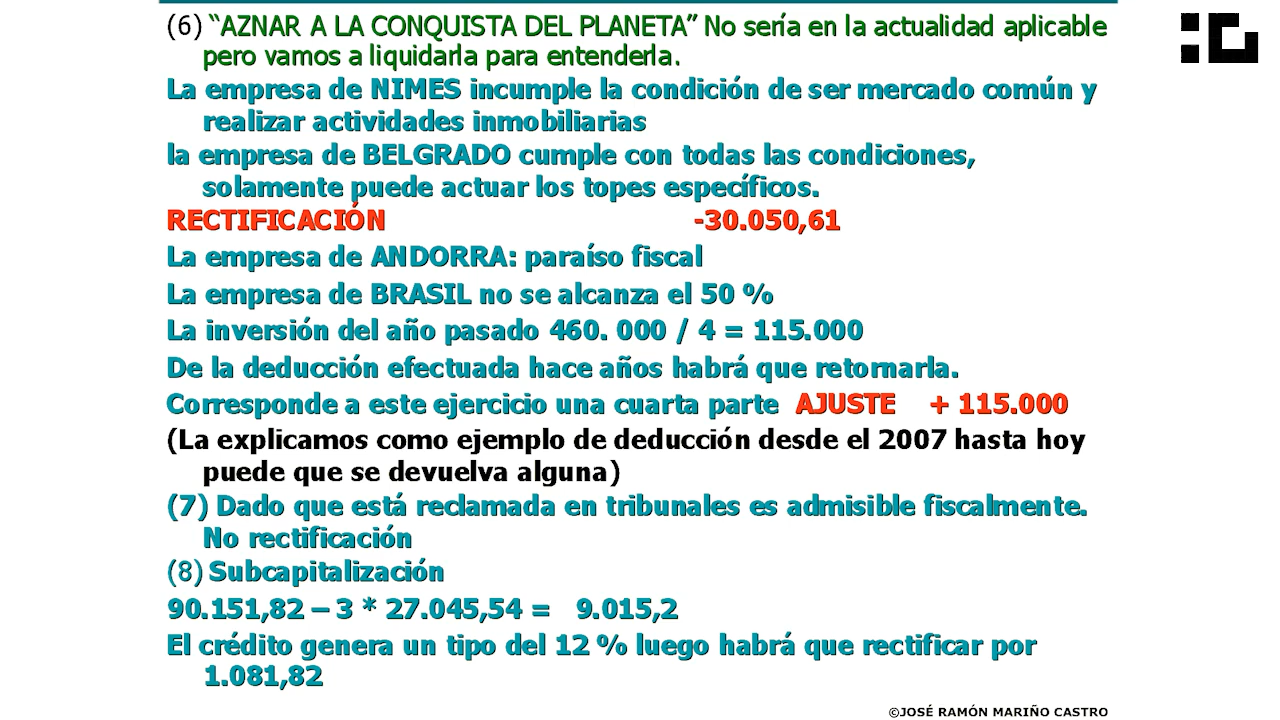 (6) “AZNAR A LA CONQUISTA DEL PLANETA” No sería en la actualidad aplicable
pero vamos a liquidarla para entenderla.
La empresa de NIMES incumple la condición de ser mercado común y
realizar actividades inmobiliarias
la empresa de BELGRADO cumple con todas las condiciones,
solamente puede actuar los topes específicos.
RECTIFICACIÓN -30.050,61
La empresa de ANDORRA: paraíso fiscal
La empresa de BRASIL no se alcanza el 50 %
La inversión del año pasado 460. 000 / 4 = 115.000
De la deducción efectuada hace años habrá que retornarla.
Corresponde a este ejercicio una cuarta parte AJUSTE + 115.000
(La explicamos como ejemplo de deducción desde el 2007 hasta hoy
puede que se devuelva alguna)
(7) Dado que está reclamada en tribunales es admisible fiscalmente.
No rectificación
(8) Subcapitalización
90.151,82 – 3 * 27.045,54 = 9.015,2
El crédito genera un tipo del 12 % luego habrá que rectificar por
1.081,82
©JOSÉ RAMÓN MARIÑO CASTRO